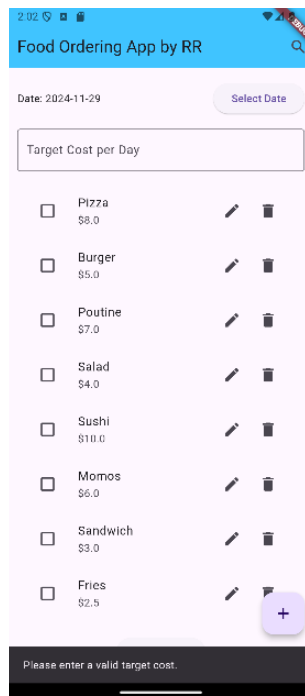 2:02
Food Ordering App by RR
Date: 2024-11-29
Select Date
Target Cost per Day
Pizza
$8.0
Burger
$5.0
Poutine
$7.0
Salad
$4.0
Sushi
$10.0
Momos
$6.0
Sandwich
$3.0
Fries
$2.5
+
Please enter a valid target cost.